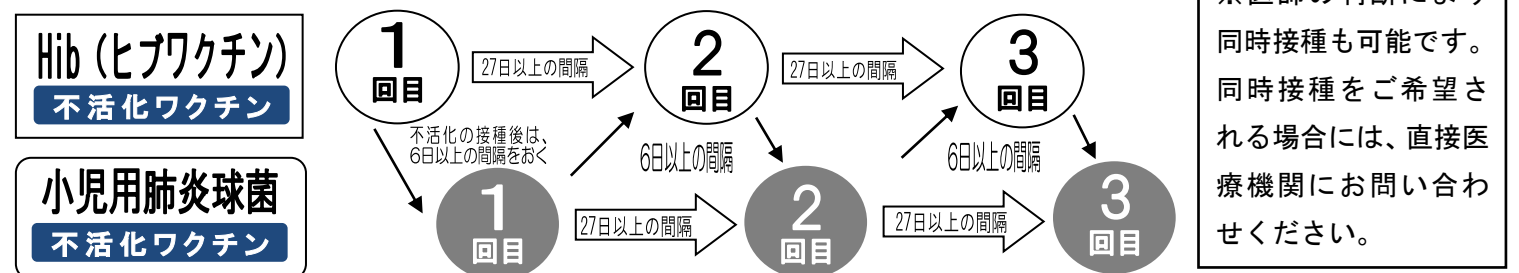 Hib（ヒブワクチン）
不活化ワクチン
1
回目
27日以上の間隔
2
回目
27日以上の間隔
3
回目
不活化の接種後は、
6日以上の間隔をおく
6日以上の間隔
6日以上の間隔
小児用肺炎球菌
不活化ワクチン
1
回目
27日以上の間隔
2
回目
27日以上の間隔
3
回目
同時接種も可能です。
同時接種をご希望さ
れる場合には、直接医
療機関にお問い合わ
せください。